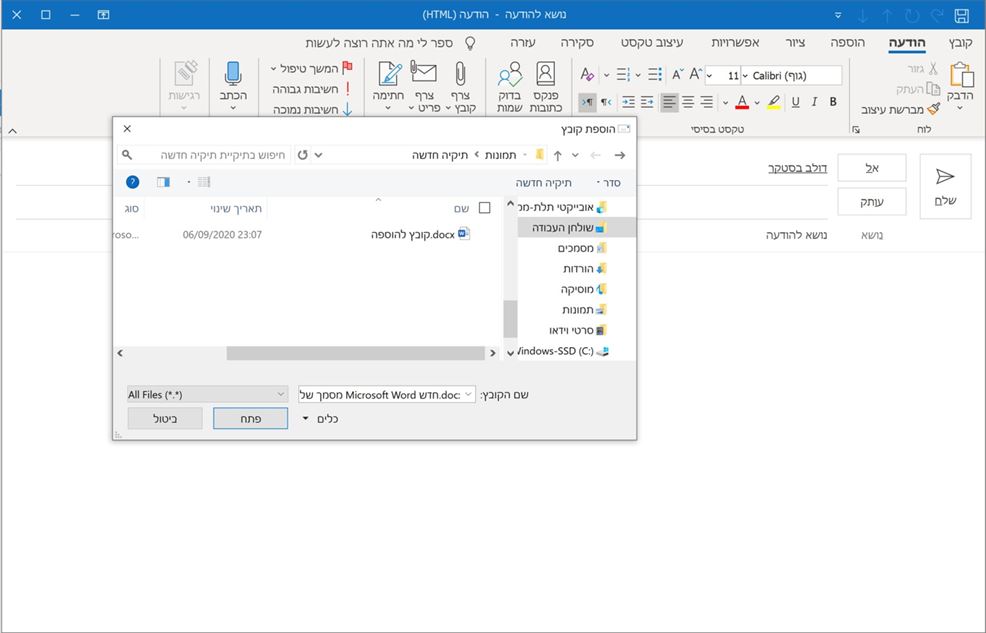 נושא להודעה - הודעה (HTML)
קובץ הודעה הוספה אפשרויות ציור עיצוב טקסט סקירה עזרה ספר לי מה אתה רוצה לעשות
הדבק
גזור
העתק
מברשת עיצוב
לוח
Calibri (גוף) 11
B I U
טקסט בסיסי
פנקס כתובות
בדוק שמות
צרף קובץ
צרף פריט
חתימה
המשך טיפול
חשיבות גבוהה
חשיבות נמוכה
הכתב
רגישות
שלח
אל
דולב בסטקר
עותק
נושא
נושא להודעה
הוספת קובץ
תמונות
תיקיה חדשה
חיפוש בתיקיית תיקיה חדשה
סדר
תיקיה חדשה
אובייקטי תלת-ממ
שולחן העבודה
מסמכים
הורדות
מוסיקה
תמונות
סרטי וידאו
Windows-SSD (C:)
שם תאריך שינוי סוג
קובץ להוספה.docx 06/09/2020 23:07 roso...
שם הקובץ: מסמך של Microsoft Word חדש.doc
All Files (*.*)
כלים
פתח
ביטול